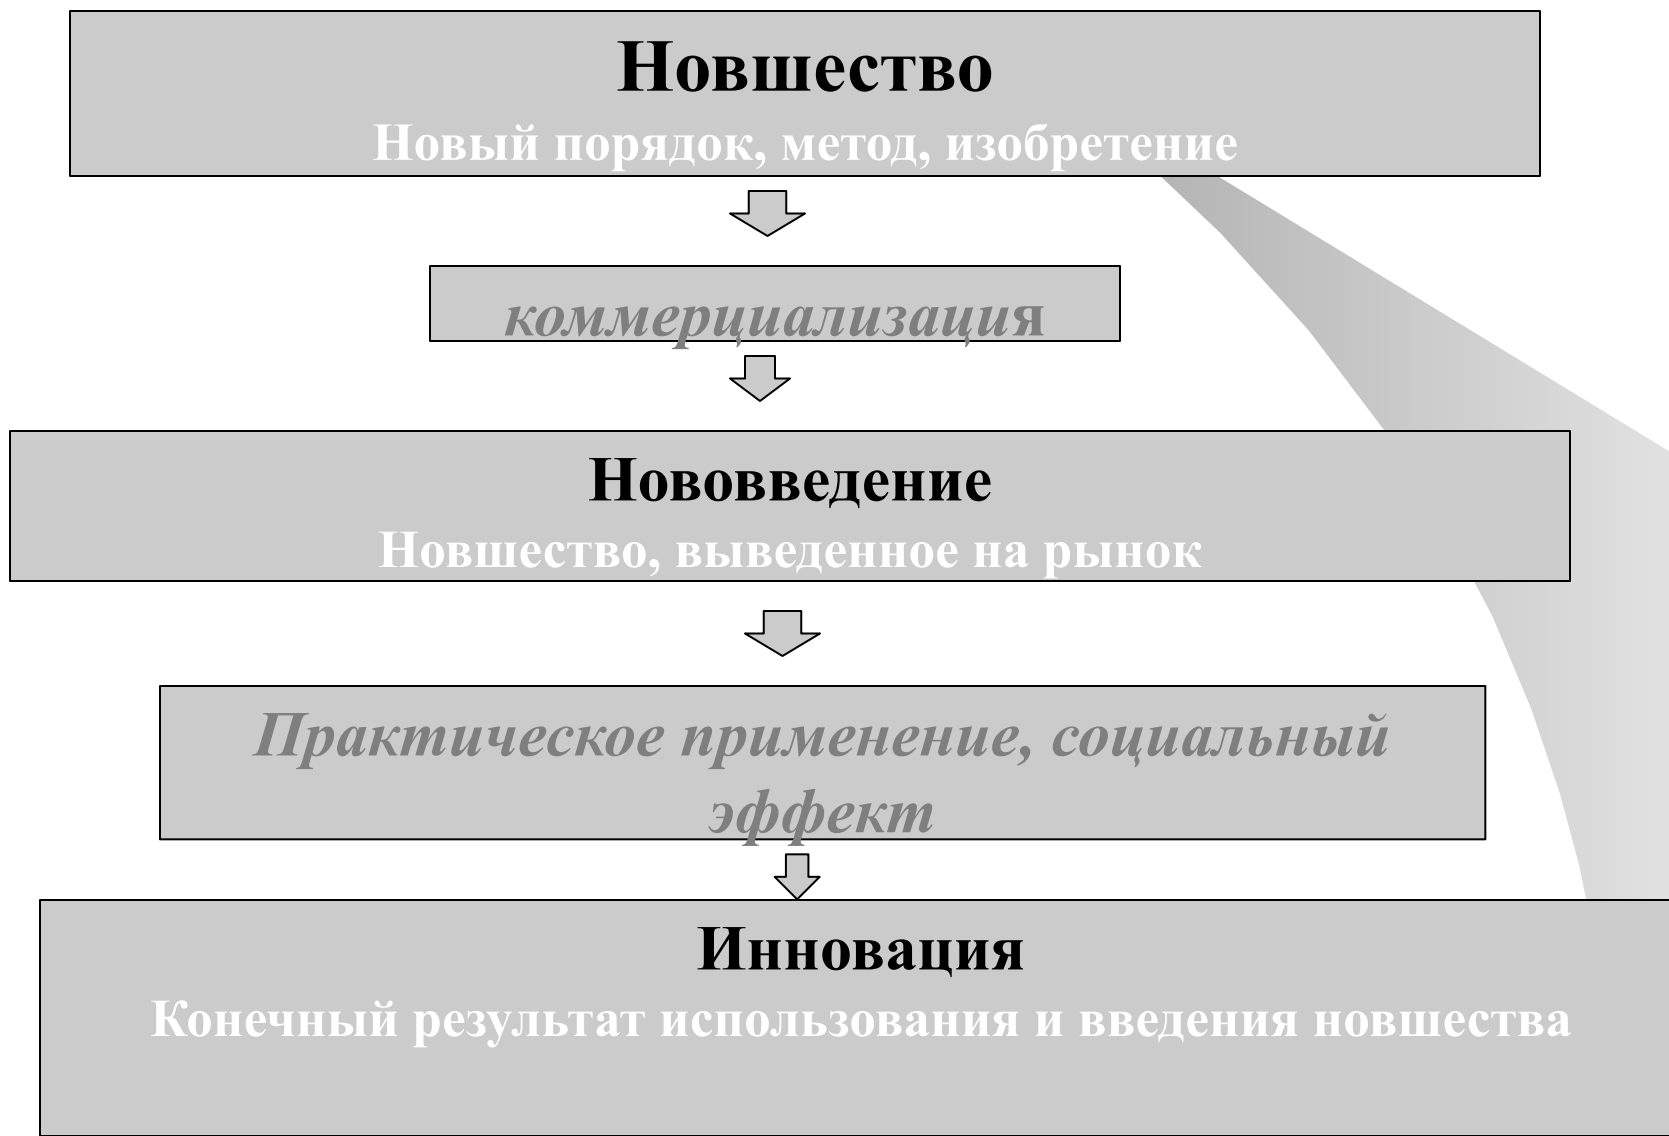 Новшество
Новый порядок, метод, изобретение
коммерциализация
Нововведение
Новшество, выведенное на рынок
Практическое применение, социальный
эффект
Инновация
Конечный результат использования и введения новшества